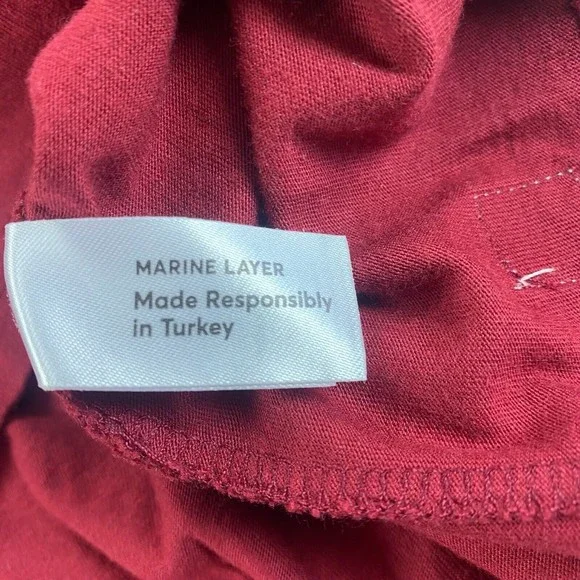 MARINE LAYER
Made Responsibly
in Turkey